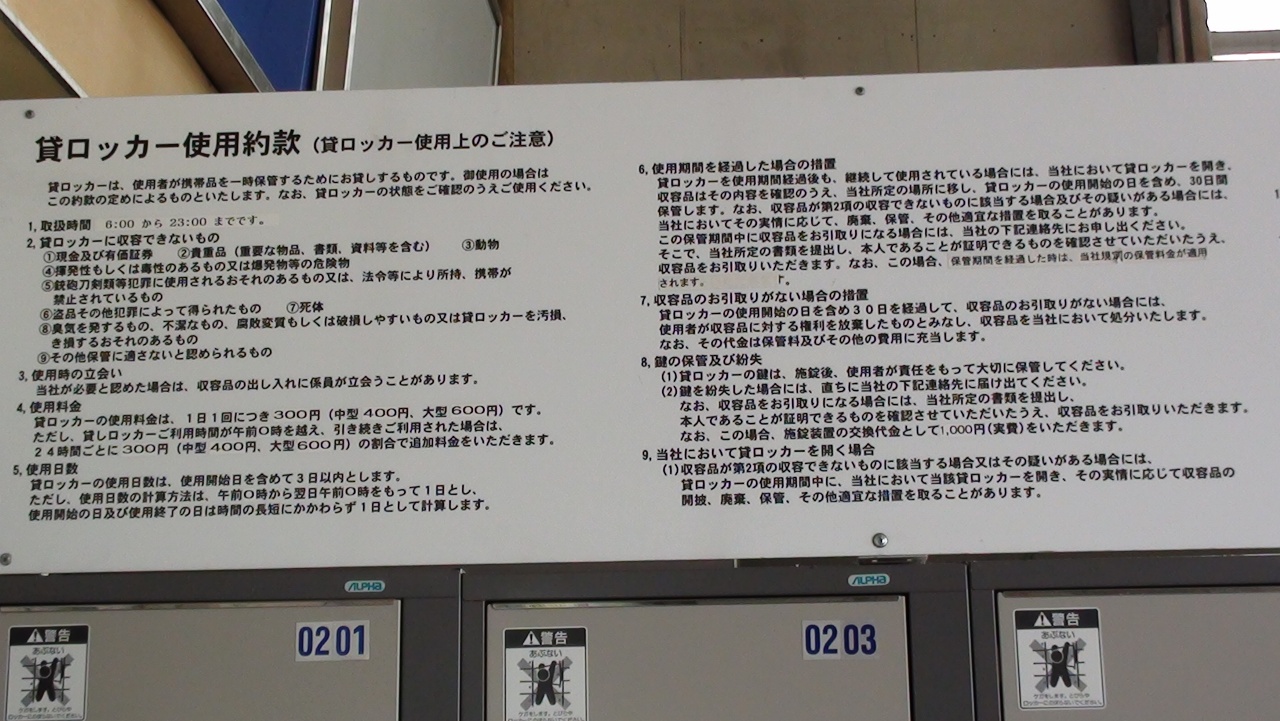 貸ロッカー使用約款(貸ロッカー使用上のご注意)
貸ロッカーは、使用者が携帯品を一時保管するためにお貸しするものです。御使用の場合は
この約款の定めによるものといたします。なお、貸ロッカーの状態をご確認のうえご使用ください。
1, 取扱時間 6:00 から 23:00 までです。
2, 貸ロッカーに収容できないもの
①現金及び有価証券 ②貴重品(重要な物品、書類、資料等を含む) ③動物
④揮発性もしくは毒性のあるもの又は爆発物等の危険物
⑤銃砲刀剣類等犯罪に使用されるおそれのあるもの又は、法令等により所持、携帯が
禁止されているもの
⑥盗品その他犯罪によって得られたもの ⑦死体
⑧臭気を発するもの、不潔なもの、腐敗変質もしくは破損しやすいもの又は貸ロッカーを汚損、
き損するおそれのあるもの
⑨その他保管に適さないと認められるもの
3, 使用時の立会い
当社が必要と認めた場合は、収容品の出し入れに係員が立会うことがあります。
4, 使用料金
貸ロッカーの使用料金は、1日1回につき300円(中型400円、大型600円)です。
ただし、貸しロッカーご利用時間が午前0時を越え、引き続きご利用された場合は、
24時間ごとに300円(中型400円、大型600円)の割合で追加料金をいただきます。
5, 使用日数
貸ロッカーの使用日数は、使用開始日を含めて3日以内とします。
ただし、使用日数の計算方法は、午前0時から翌日午前0時をもって1日とし、
使用開始の日及び使用終了の日は時間の長短にかかわらず1日として計算します。
6, 使用期間を経過した場合の措置
貸ロッカーを使用期間経過後も、継続して使用されている場合には、当社において貸ロッカーを開き、
収容品はその内容を確認のうえ、当社所定の場所に移し、貸ロッカーの使用開始の日を含め、30日間
保管します。なお、収容品が第2項の収容できないものに該当する場合及びその疑いがある場合には、
当社においてその実情に応じて、廃棄、保管、その他適宜な措置を取ることがあります。
この保管期間中に収容品をお引取りになる場合には、当社の下記連絡先にお申し出ください。
そこで、当社所定の書類を提出し、本人であることが証明できるものを確認させていただいたうえ、
収容品をお引取りいただきます。なお、この場合、保管期間を経過した時は、当社規定の保管料金が適用
されます。
7, 収容品のお引取りがない場合の措置
貸ロッカーの使用開始の日を含め30日を経過して、収容品のお引取りがない場合には、
使用者が収容品に対する権利を放棄したものとみなし、収容品を当社において処分いたします。
なお、その代金は保管料及びその他の費用に充当します。
8, 鍵の保管及び紛失
(1)貸ロッカーの鍵は、施錠後、使用者が責任をもって大切に保管してください。
(2)鍵を紛失した場合には、直ちに当社の下記連絡先に届け出てください。
なお、収容品をお引取りになる場合には、当社所定の書類を提出し、
本人であることが証明できるものを確認させていただいたうえ、収容品をお引取りいただきます。
なお、この場合、施錠装置の交換代金として1,000円(実費)をいただきます。
9, 当社において貸ロッカーを開く場合
(1)収容品が第2項の収容できないものに該当する場合又はその疑いがある場合には、
貸ロッカーの使用期間中に、当社において当該貸ロッカーを開き、その実情に応じて収容品の
開披、廃棄、保管、その他適宜な措置を取ることがあります。
ALPHA
ALPHA
警告
あぶない
0201
警告
あぶない
0203
警告
あぶない